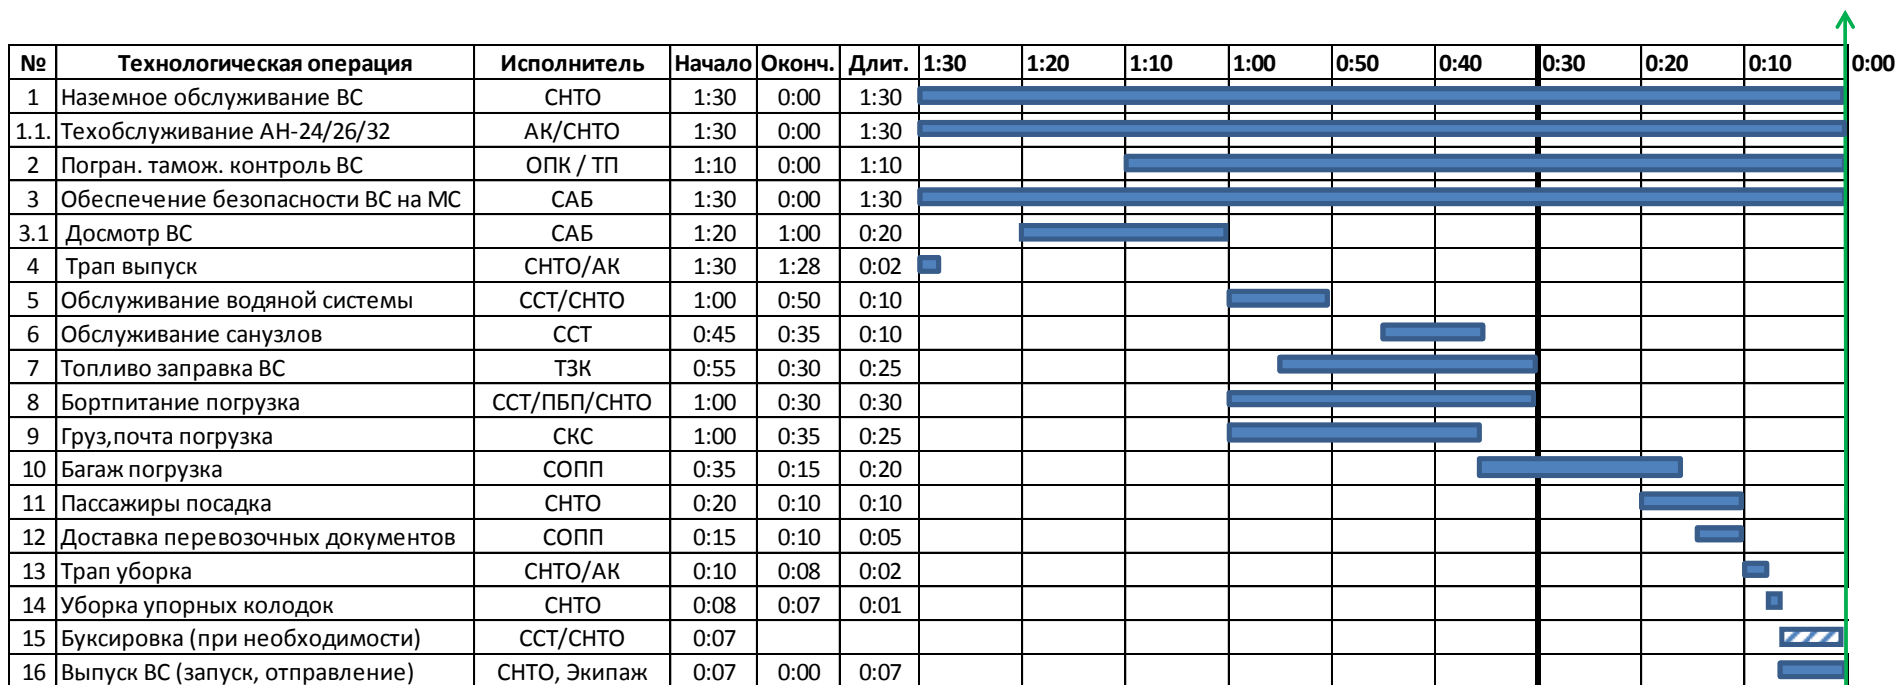 № Технологическая операция Исполнитель Начало Оконч. Длит. 1:30 1:20 1:10 1:00 0:50 0:40 0:30 0:20 0:10 0:00
1 Наземное обслуживание ВС СНТО 1:30 0:00 1:30
1.1. Техобслуживание АН-24/26/32 АК/СНТО 1:30 0:00 1:30
2 Погран. тамож. контроль ВС ОПК / ТП 1:10 0:00 1:10
3 Обеспечение безопасности ВС на МС САБ 1:30 0:00 1:30
3.1 Досмотр ВС САБ 1:20 1:00 0:20
4 Трап выпуск СНТО/АК 1:30 1:28 0:02
5 Обслуживание водяной системы ССТ/СНТО 1:00 0:50 0:10
6 Обслуживание санузлов ССТ 0:45 0:35 0:10
7 Топливо заправка ВС ТЗК 0:55 0:30 0:25
8 Бортпитание погрузка ССТ/ПБП/СНТО 1:00 0:30 0:30
9 Груз,почта погрузка СКС 1:00 0:35 0:25
10 Багаж погрузка СОПП 0:35 0:15 0:20
11 Пассажиры посадка СНТО 0:20 0:10 0:10
12 Доставка перевозочных документов СОПП 0:15 0:10 0:05
13 Трап уборка СНТО/АК 0:10 0:08 0:02
14 Уборка упорных колодок СНТО 0:08 0:07 0:01
15 Буксировка (при необходимости) ССТ/СНТО 0:07
16 Выпуск ВС (запуск, отправление) СНТО, Экипаж 0:07 0:00 0:07